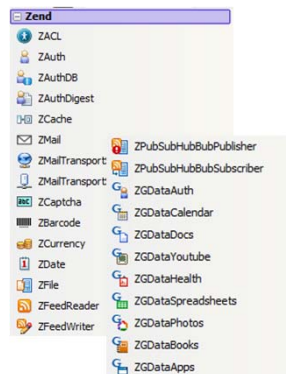 Zend
ZACL
ZAuth
ZAuthDB
ZAuthDigest
ZCache
ZMail
ZMailTransport
ZMailTransport
ZCaptcha
ZBarcode
ZCurrency
ZDate
ZFile
ZFeedReader
ZFeedWriter
ZPubSubHubBubPublisher
ZPubSubHubBubSubscriber
ZGDataAuth
ZGDataCalendar
ZGDataDocs
ZGDataYoutube
ZGDataHealth
ZGDataSpreadsheets
ZGDataPhotos
ZGDataBooks
ZGDataApps